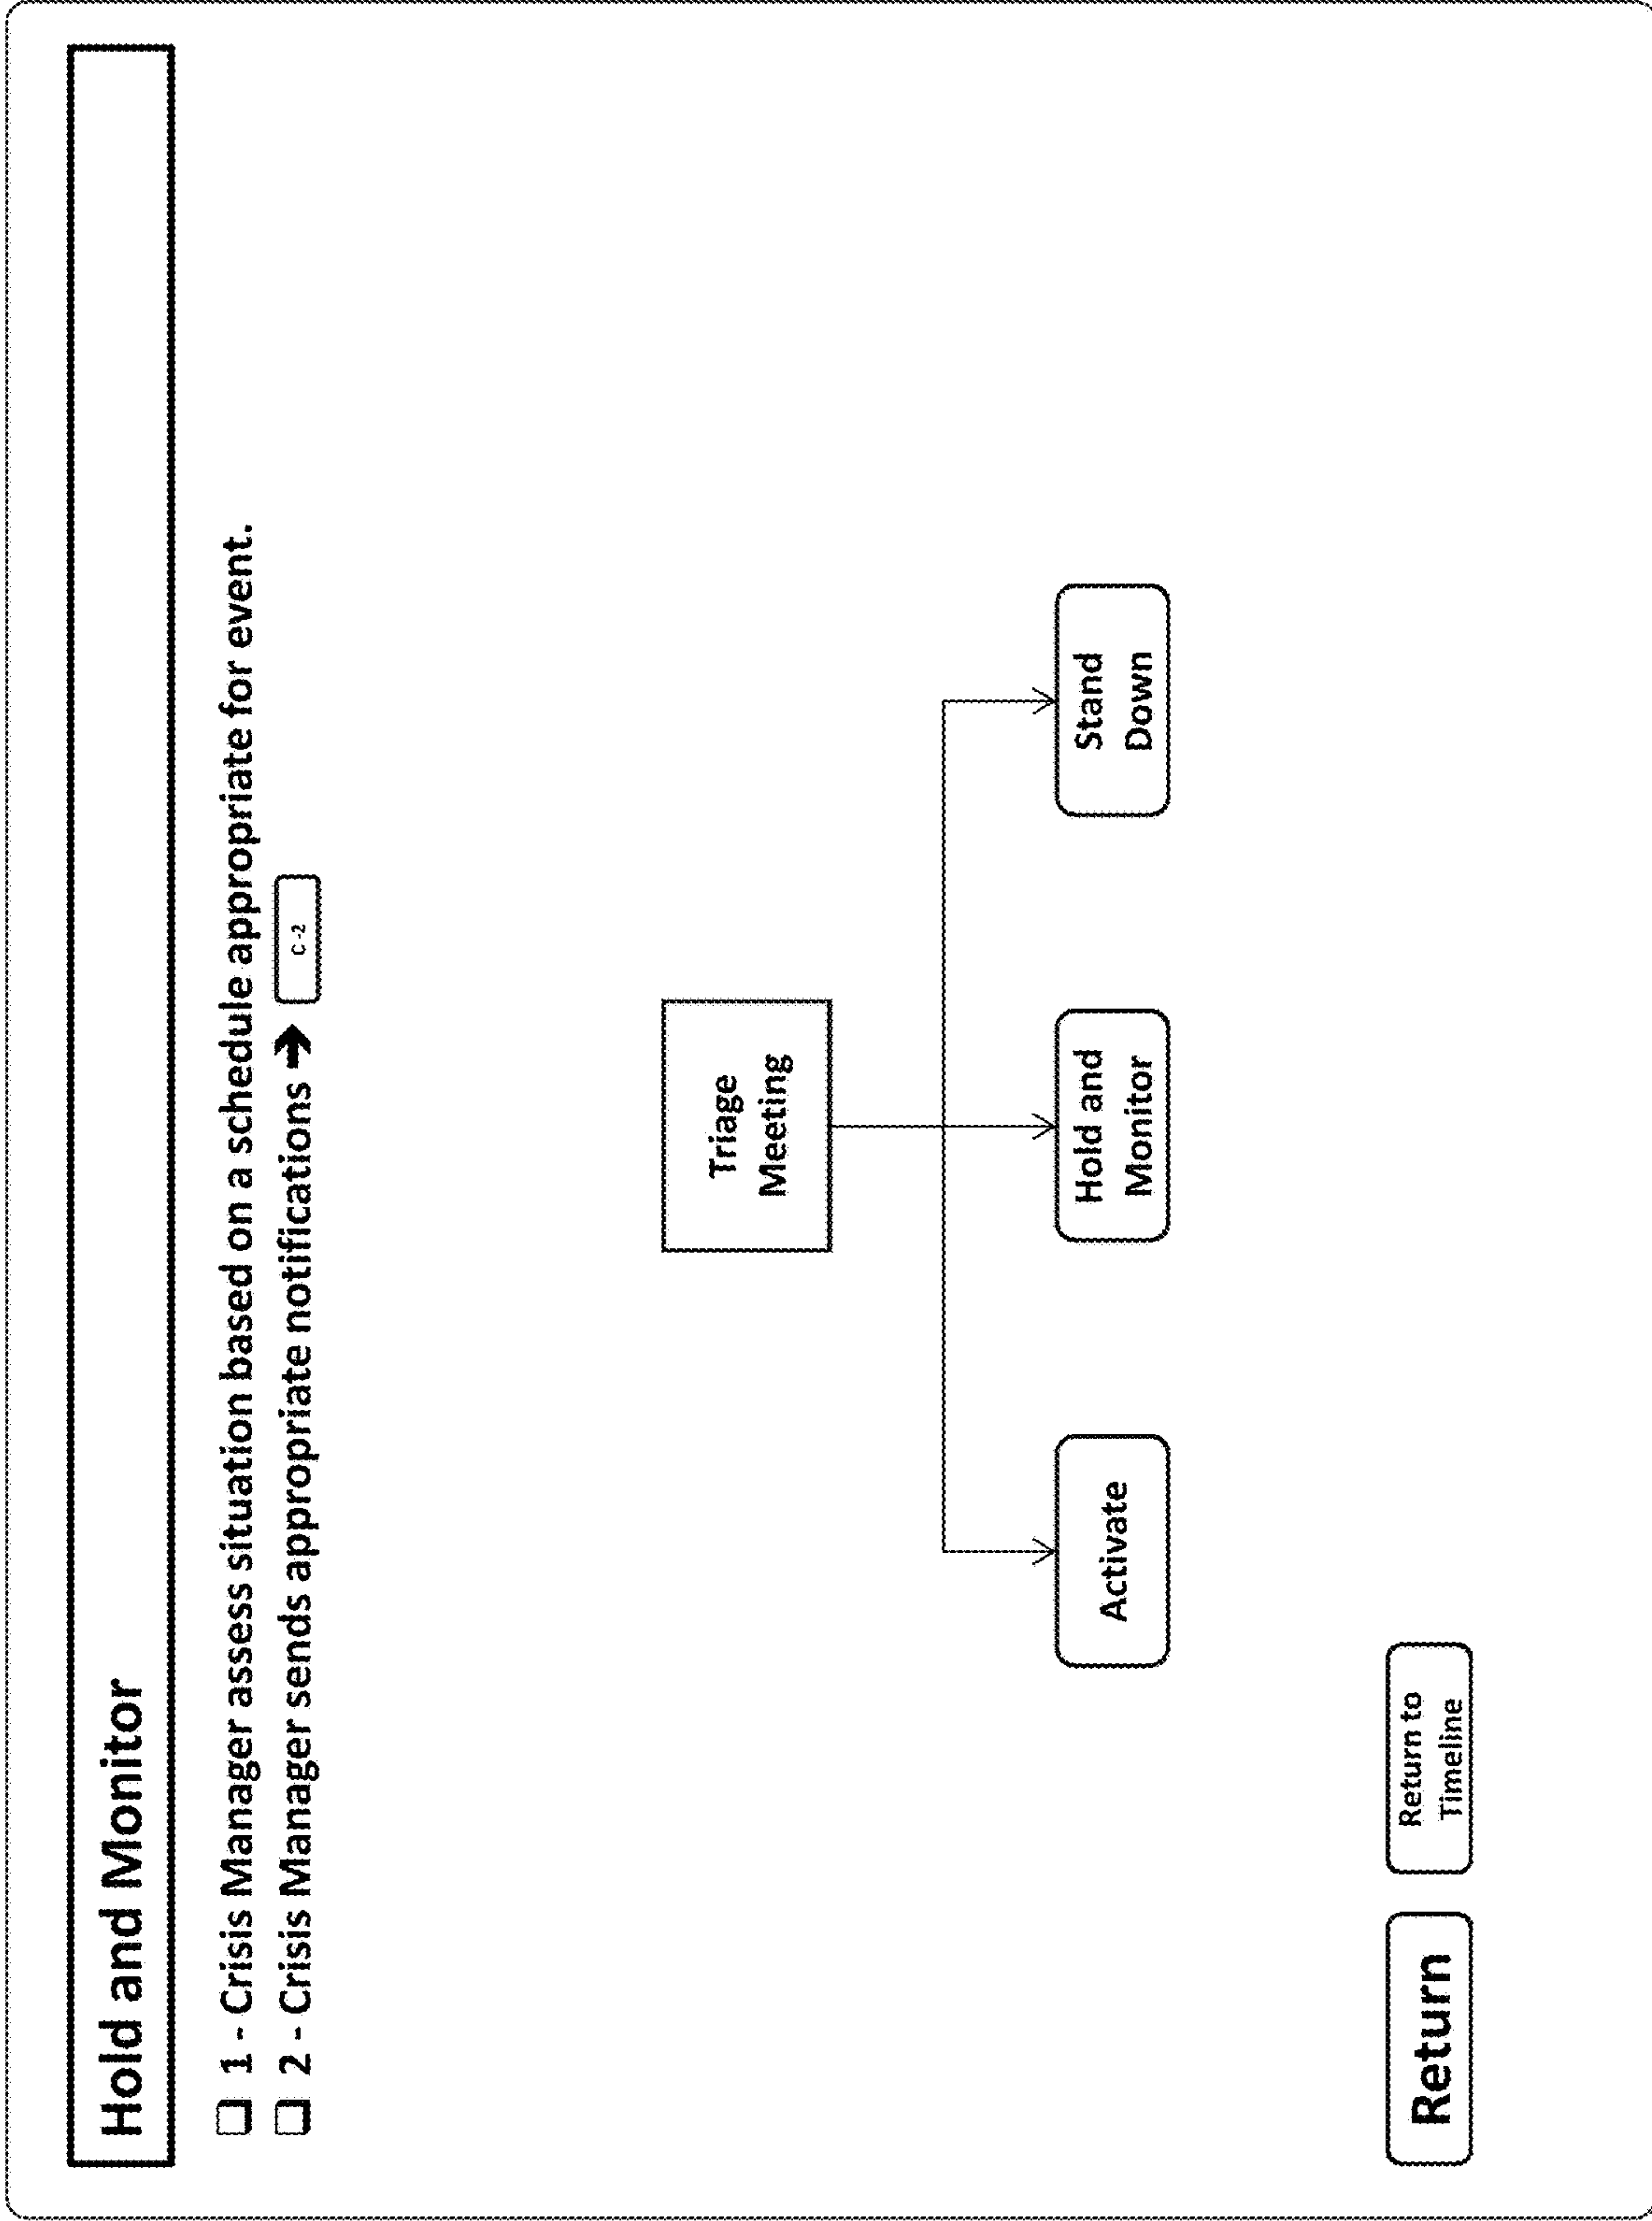 Hold and Monitor
❑ 1 - Crisis Manager assess situation based on a schedule appropriate for event.
❑ 2 - Crisis Manager sends appropriate notifications ➔ C-2
Triage
Meeting
Activate
Hold and
Monitor
Stand
Down
Return
Return to
Timeline